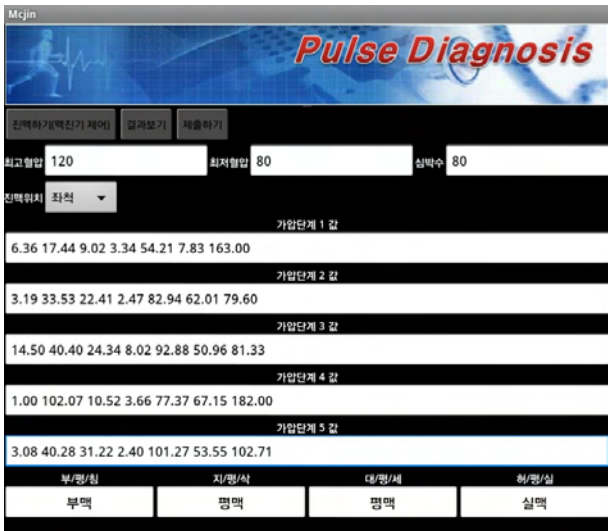 Mcjin
Pulse Diagnosis
진맥하기(맥진기 제어) 결과보기 제출하기
최고혈압 120 최저혈압 80 심박수 80
진맥위치 좌척
가압단계 1 값
6.36 17.44 9.02 3.34 54.21 7.83 163.00
가압단계 2 값
3.19 33.53 22.41 2.47 82.94 62.01 79.60
가압단계 3 값
14.50 40.40 24.34 8.02 92.88 50.96 81.33
가압단계 4 값
1.00 102.07 10.52 3.66 77.37 67.15 182.00
가압단계 5 값
3.08 40.28 31.22 2.40 101.27 53.55 102.71
부/평/침 지/평/삭 대/평/세 허/평/실
부맥 평맥 평맥 실맥